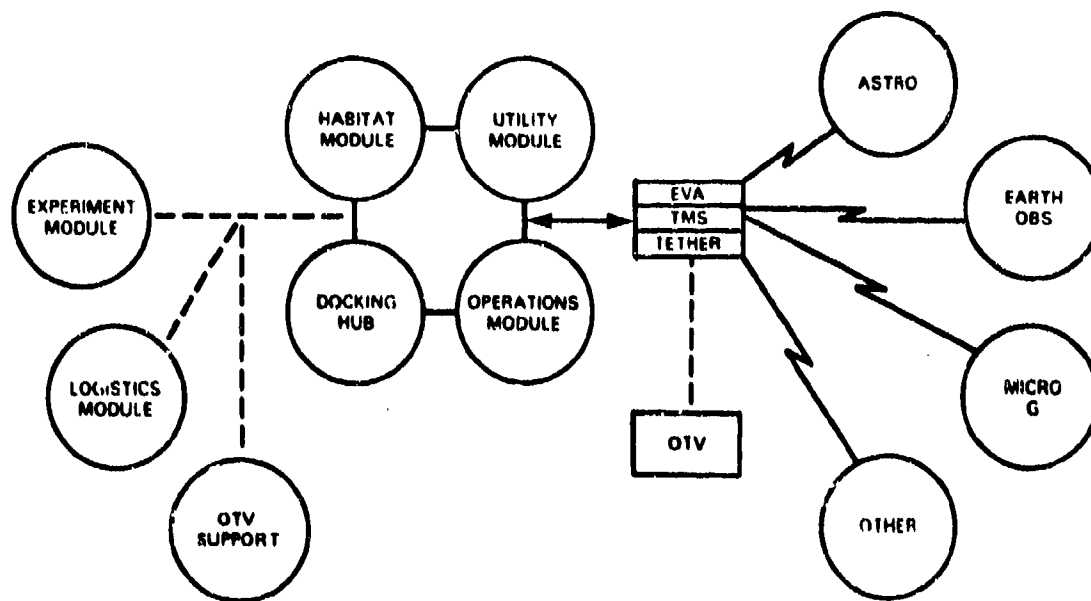 ASTRO
HABITAT
MODULE
UTILITY
MODULE
EXPERIMENT
MODULE
EVA
TMS
TETHER
EARTH
OBS
DOCKING
HUB
OPERATIONS
MODULE
LOGISTICS
MODULE
MICRO
G
OTV
OTV
SUPPORT
OTHER